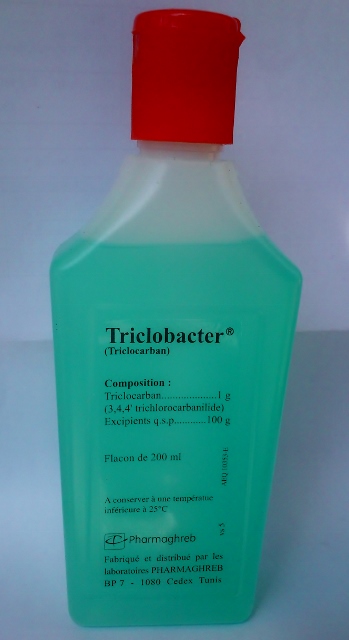 Triclobacter®
(Triclocarban)
Composition :
Triclocarban....................1 g
(3,4,4' trichlorocarbanilide)
Excipients q.s.p............100 g
Flacon de 200 ml
A conserver à une température
inférieure à 25°C
Pharmaghreb
Fabriqué et distribué par les
laboratoires PHARMAGHREB
BP 7 - 1080 Cedex Tunis